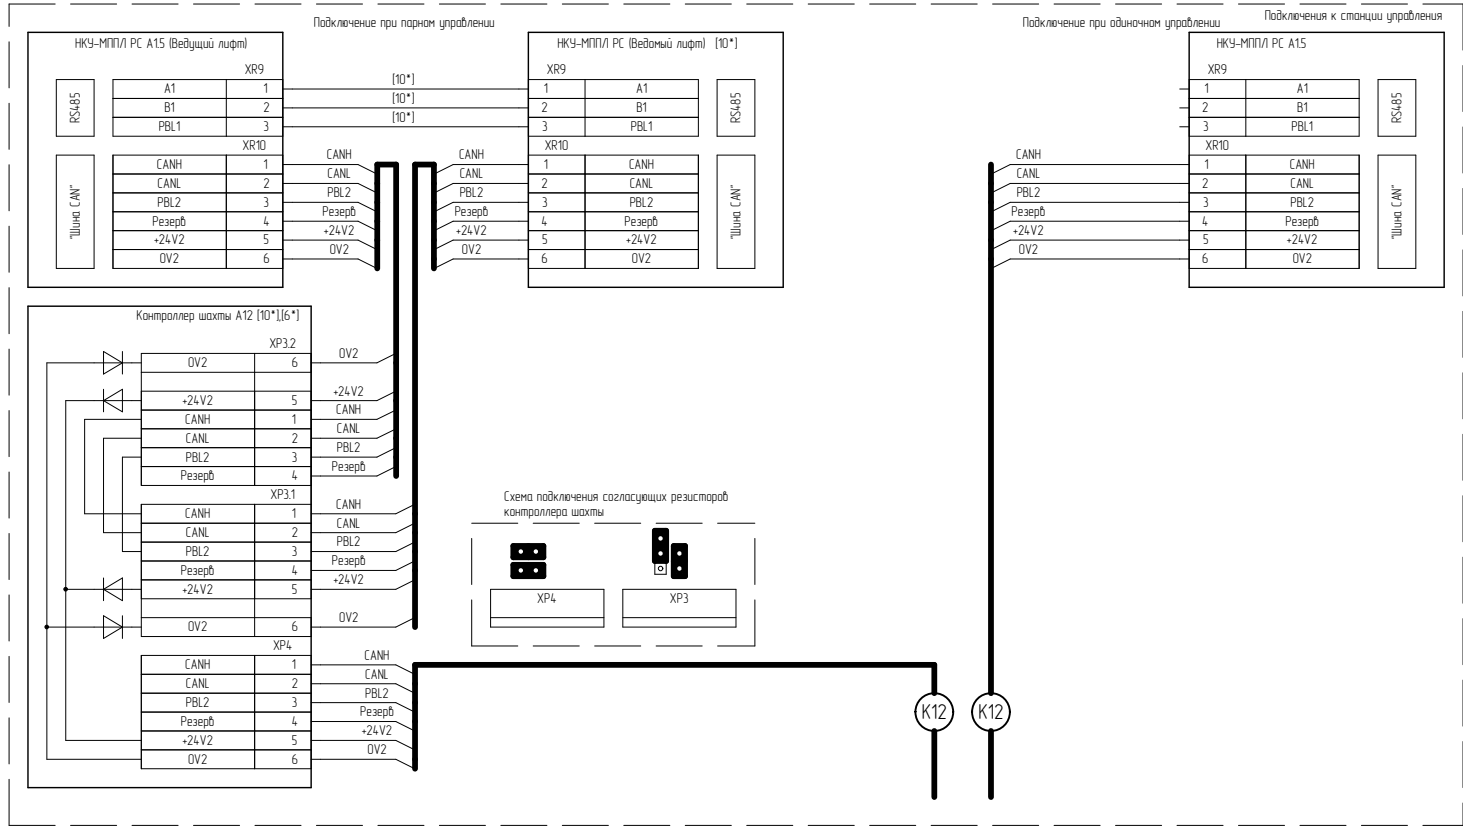 Подключение при парном управлении
Подключение при одиночном управлении
Подключения к станции управления
НКУ-МППЛ РС А1.5 (Ведущий лифт)
XR9
RS485
A1 1
B1 2
PBL1 3
XR10
"Шина CAN"
CANH 1
CANL 2
PBL2 3
Резерв 4
+24V2 5
0V2 6
[10*]
[10*]
[10*]
CANH
CANL
PBL2
Резерв
+24V2
0V2
CANH
CANL
PBL2
Резерв
+24V2
0V2
НКУ-МППЛ РС (Ведомый лифт) [10*]
XR9
1 A1
2 B1
3 PBL1
RS485
XR10
1 CANH
2 CANL
3 PBL2
4 Резерв
5 +24V2
6 0V2
"Шина CAN"
CANH
CANL
PBL2
Резерв
+24V2
0V2
НКУ-МППЛ РС А1.5
XR9
1 A1
2 B1
3 PBL1
RS485
XR10
1 CANH
2 CANL
3 PBL2
4 Резерв
5 +24V2
6 0V2
"Шина CAN"
Контроллер шахты А12 [10*],[6*]
XP3.2
0V2 6 0V2
+24V2 5 +24V2
CANH 1 CANH
CANL 2 CANL
PBL2 3 PBL2
Резерв 4 Резерв
XP3.1
CANH 1 CANH
CANL 2 CANL
PBL2 3 PBL2
Резерв 4 Резерв
+24V2 5 +24V2
0V2 6 0V2
XP4
CANH 1 CANH
CANL 2 CANL
PBL2 3 PBL2
Резерв 4 Резерв
+24V2 5 +24V2
0V2 6 0V2
Схема подключения согласующих резисторов
контроллера шахты
XP4
XP3
K12
K12